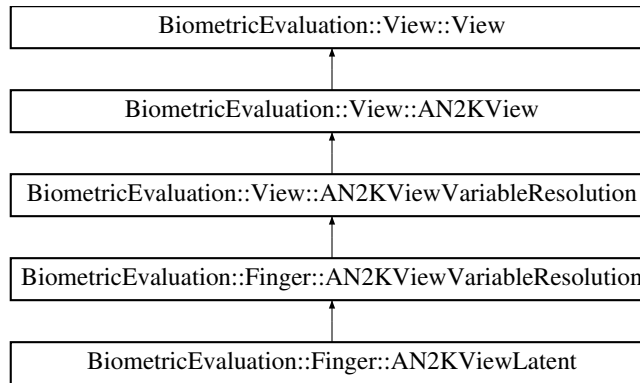 BiometricEvaluation::View::View
BiometricEvaluation::View::AN2KView
BiometricEvaluation::View::AN2KViewVariableResolution
BiometricEvaluation::Finger::AN2KViewVariableResolution
BiometricEvaluation::Finger::AN2KViewLatent